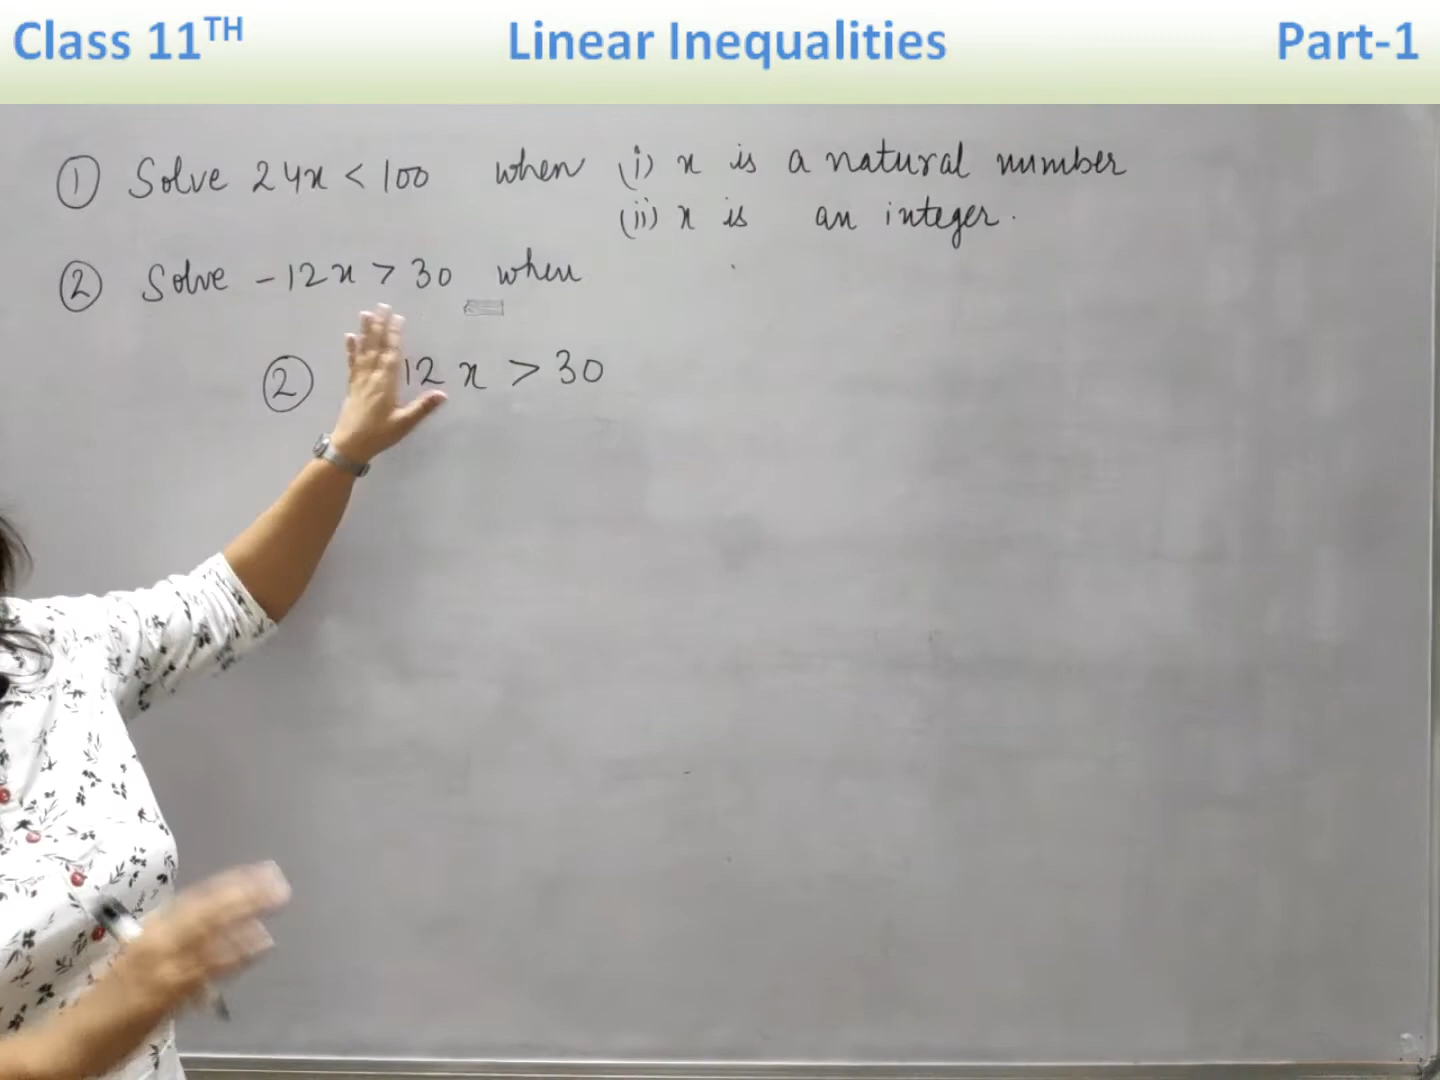 Class 11TH Linear Inequalities Part-1
① Solve 24x < 100 when (i) x is a natural number
(ii) x is an integer.
② Solve -12x > 30 when
② 12x > 30